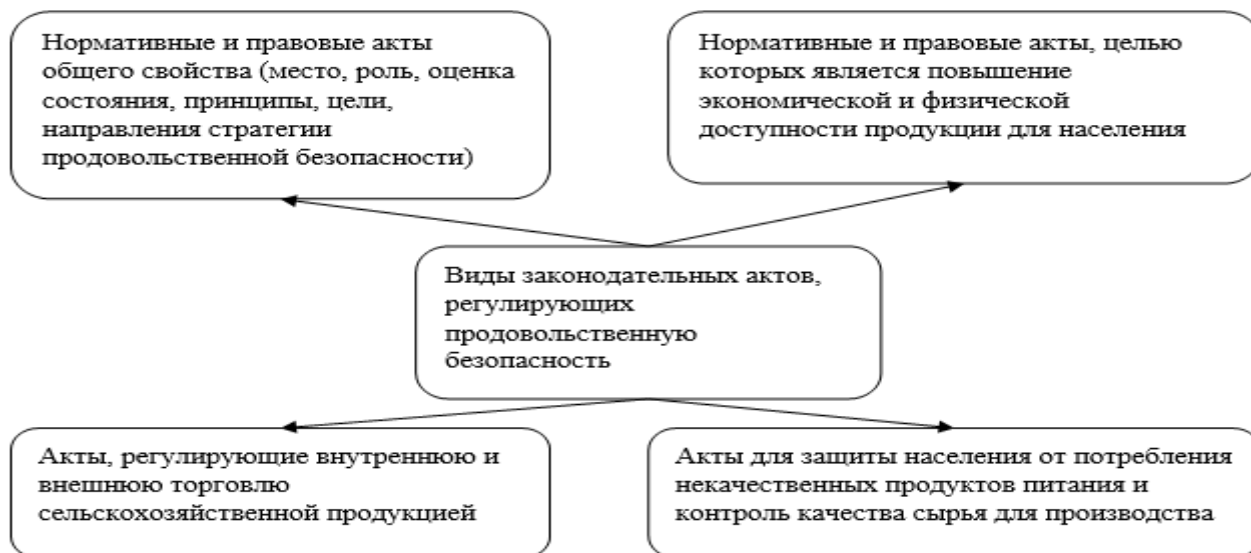 Нормативные и правовые акты
общего свойства (место, роль, оценка
состояния, принципы, цели,
направления стратегии
продовольственной безопасности)
Нормативные и правовые акты, целью
которых является повышение
экономической и физической
доступности продукции для населения
Виды законодательных актов,
регулирующих
продовольственную
безопасность
Акты, регулирующие внутреннюю и
внешнюю торговлю
сельскохозяйственной продукцией
Акты для защиты населения от потребления
некачественных продуктов питания и
контроль качества сырья для производства